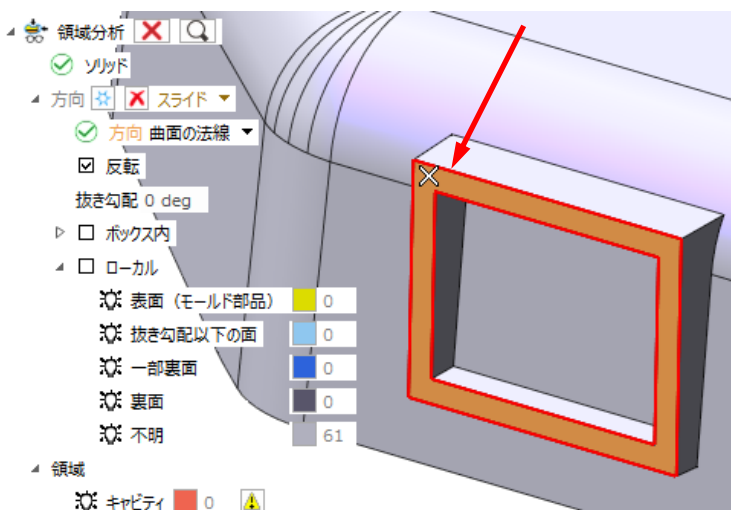 領域分析
ソリッド
方向 スライド
方向 曲面の法線
反転
抜き勾配 0 deg
ボックス内
ローカル
表面（モールド部品） 0
抜き勾配以下の面 0
一部裏面 0
裏面 0
不明 61
領域
キャビティ 0